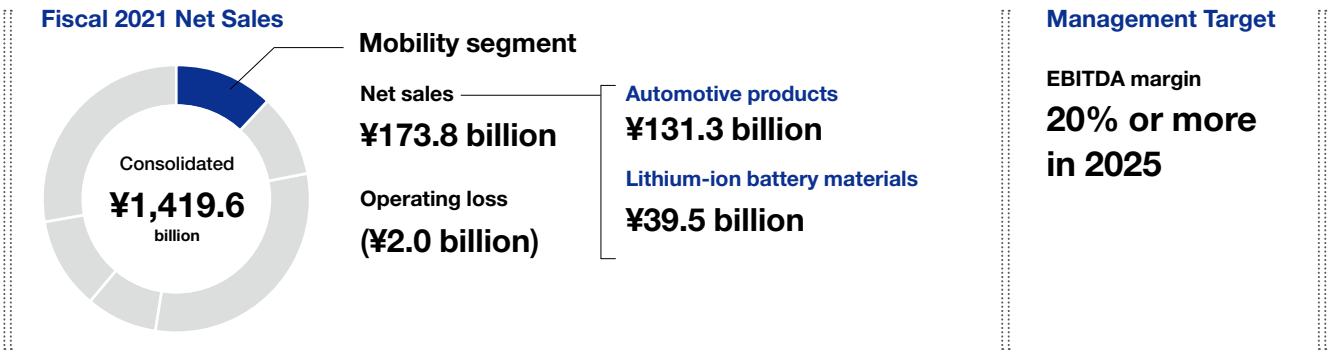 Fiscal 2021 Net Sales
Mobility segment
Net sales
¥173.8 billion
Operating loss
(¥2.0 billion)
Automotive products
¥131.3 billion
Lithium-ion battery materials
¥39.5 billion
Consolidated
¥1,419.6
billion
Management Target
EBITDA margin
20% or more
in 2025